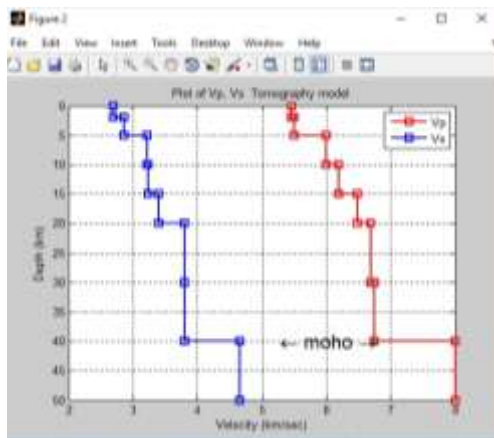 Figure 2
File Edit View Insert Tools Desktop Window Help
Plot of Vp, Vs Tomography model
Vp
Vs
0
5
10
15
20
25
30
35
40
45
50
Depth (km)
← moho →
2 3 4 5 6 7 8
Velocity (km/sec)